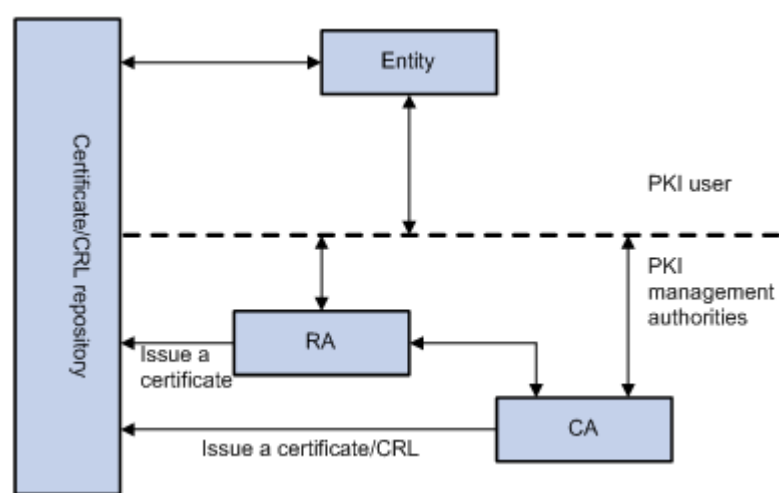 Entity
Certificate/CRL repository
PKI user
PKI
management
authorities
RA
Issue a
certificate
CA
Issue a certificate/CRL